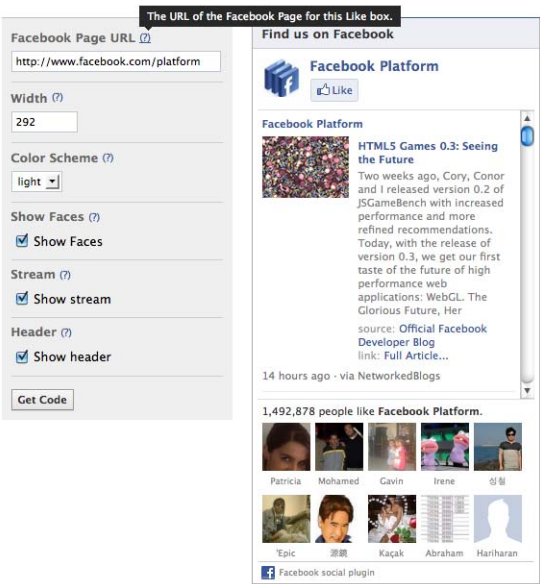 The URL of the Facebook Page for this Like box.
Facebook Page URL (?)
http://www.facebook.com/platform
Width (?)
292
Color Scheme (?)
light
Show Faces (?)
Show Faces
Stream (?)
Show stream
Header (?)
Show header
Get Code
Find us on Facebook
Facebook Platform
Like
Facebook Platform
HTML5 Games 0.3: Seeing
the Future
Two weeks ago, Cory, Conor
and I released version 0.2 of
JSGameBench with increased
performance and more
refined recommendations.
Today, with the release of
version 0.3, we get our first
taste of the future of high
performance web
applications: WebGL. The
Glorious Future, Her
source: Official Facebook
Developer Blog
link: Full Article...
14 hours ago · via NetworkedBlogs
1,492,878 people like Facebook Platform.
Patricia Mohamed Gavin Irene 성철
'Epic Kaçak Abraham Hariharan
Facebook social plugin